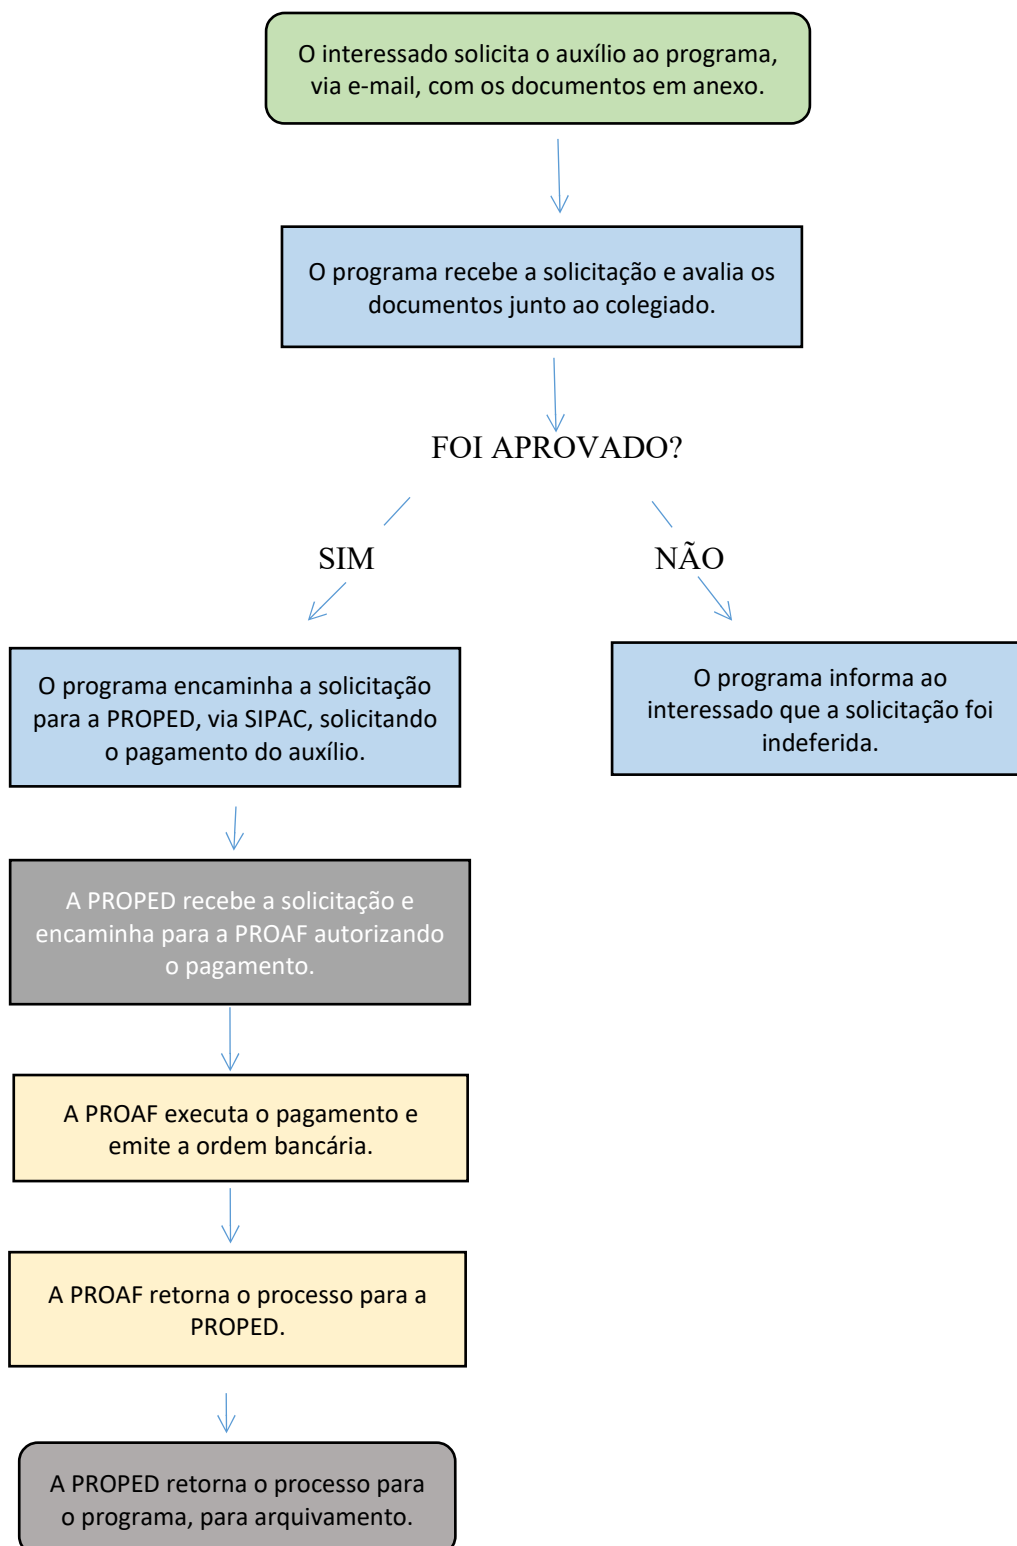 O interessado solicita o auxílio ao programa,
via e-mail, com os documentos em anexo.
O programa recebe a solicitação e avalia os
documentos junto ao colegiado.
FOI APROVADO?
SIM
NÃO
O programa encaminha a solicitação
para a PROPED, via SIPAC, solicitando
o pagamento do auxílio.
O programa informa ao
interessado que a solicitação foi
indeferida.
A PROPED recebe a solicitação e
encaminha para a PROAF autorizando
o pagamento.
A PROAF executa o pagamento e
emite a ordem bancária.
A PROAF retorna o processo para a
PROPED.
A PROPED retorna o processo para
o programa, para arquivamento.